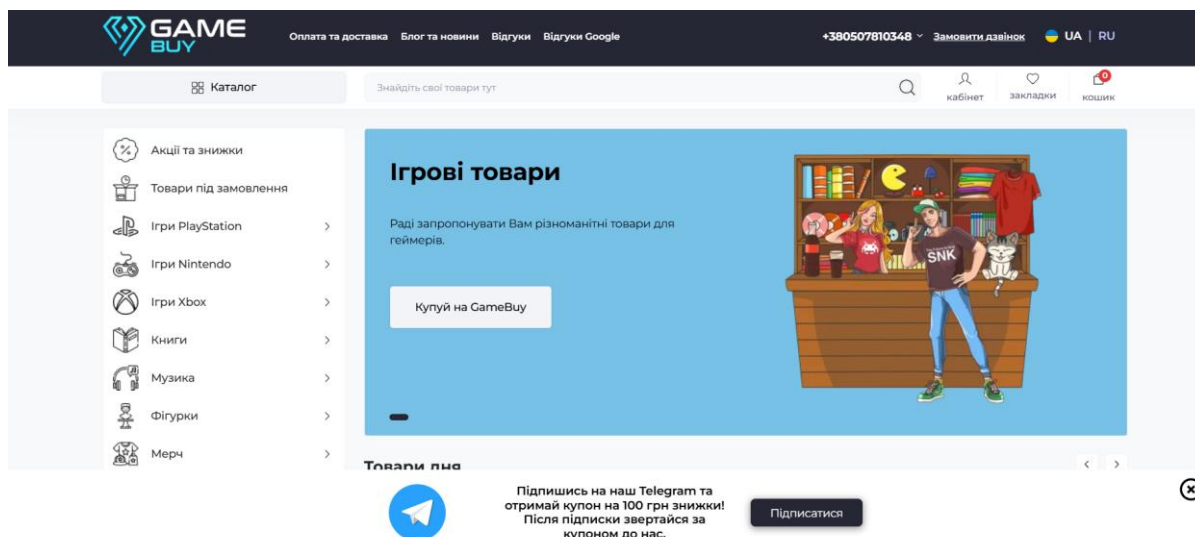 GAME
BUY
Оплата та доставка Блог та новини Відгуки Відгуки Google
+380507810348 Замовити дзвінок UA | RU
Каталог
Знайдіть свої товари тут
кабінет закладки 0 кошик
Акції та знижки
Товари під замовлення
Ігри PlayStation
Ігри Nintendo
Ігри Xbox
Книги
Музика
Фігурки
Мерч
Ігрові товари
Раді запропонувати Вам різноманітні товари для
геймерів.
Купуй на GameBuy
SNK
Товари дня
Підпишись на наш Telegram та
отримай купон на 100 грн знижки!
Після підписки звертайся за
купоном до нас.
Підписатися